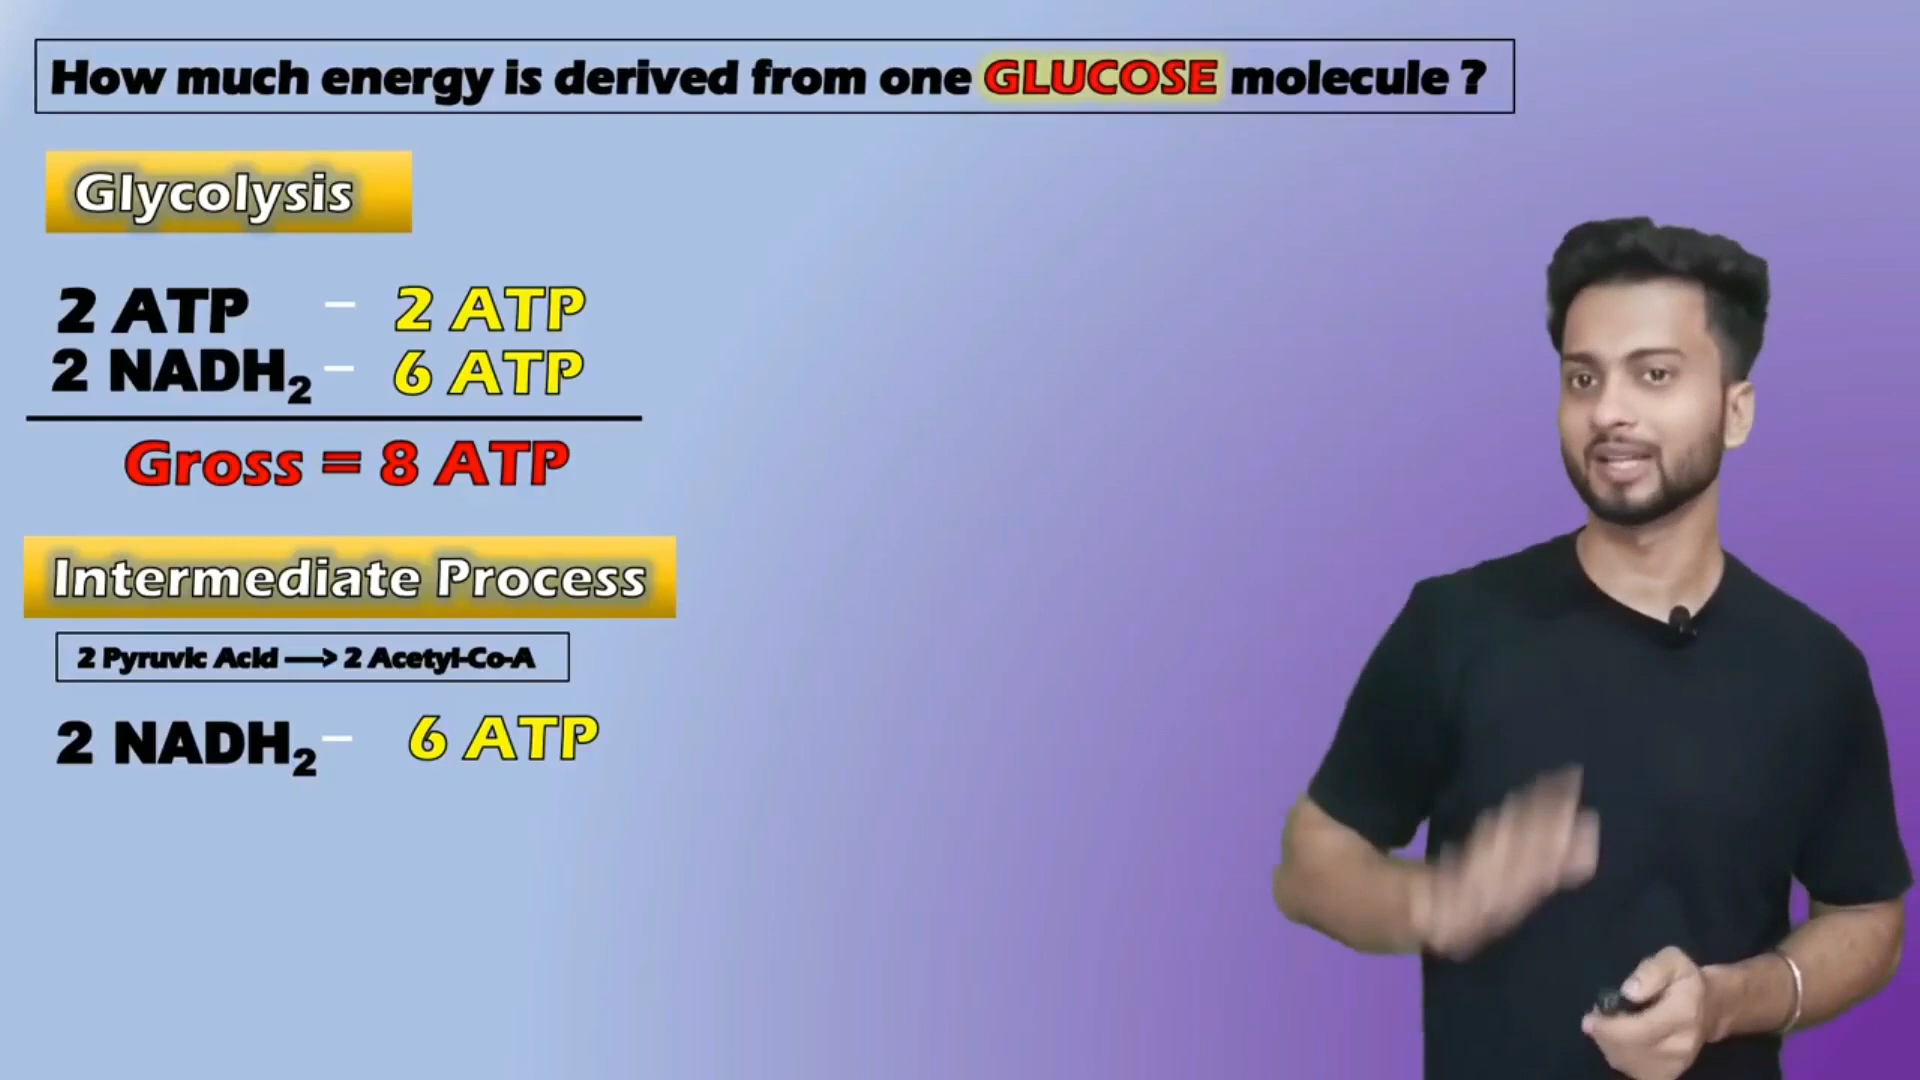 How much energy is derived from one GLUCOSE molecule ?
Glycolysis
2 ATP – 2 ATP
2 NADH₂ – 6 ATP
Gross = 8 ATP
Intermediate Process
2 Pyruvic Acid —> 2 Acetyl-Co-A
2 NADH₂ – 6 ATP